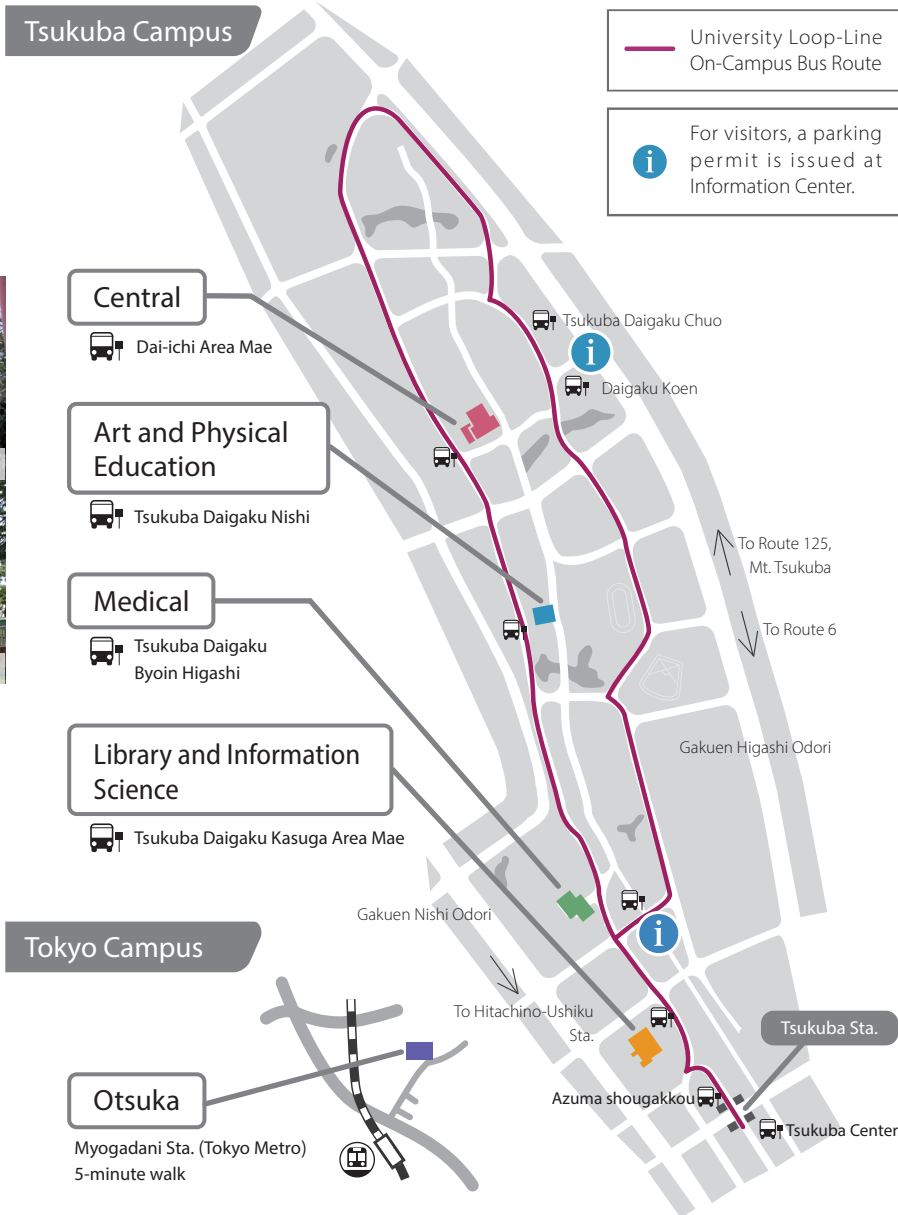 Tsukuba Campus
University Loop-Line
On-Campus Bus Route
i
For visitors, a parking
permit is issued at
Information Center.
Central
Dai-ichi Area Mae
Tsukuba Daigaku Chuo
i
Daigaku Koen
Art and Physical
Education
Tsukuba Daigaku Nishi
To Route 125,
Mt. Tsukuba
Medical
Tsukuba Daigaku
Byoin Higashi
To Route 6
Library and Information
Science
Tsukuba Daigaku Kasuga Area Mae
Gakuen Higashi Odori
Gakuen Nishi Odori
i
Tokyo Campus
To Hitachino-Ushiku
Sta.
Tsukuba Sta.
Otsuka
Myogadani Sta. (Tokyo Metro)
5-minute walk
Azuma shougakkou
Tsukuba Center